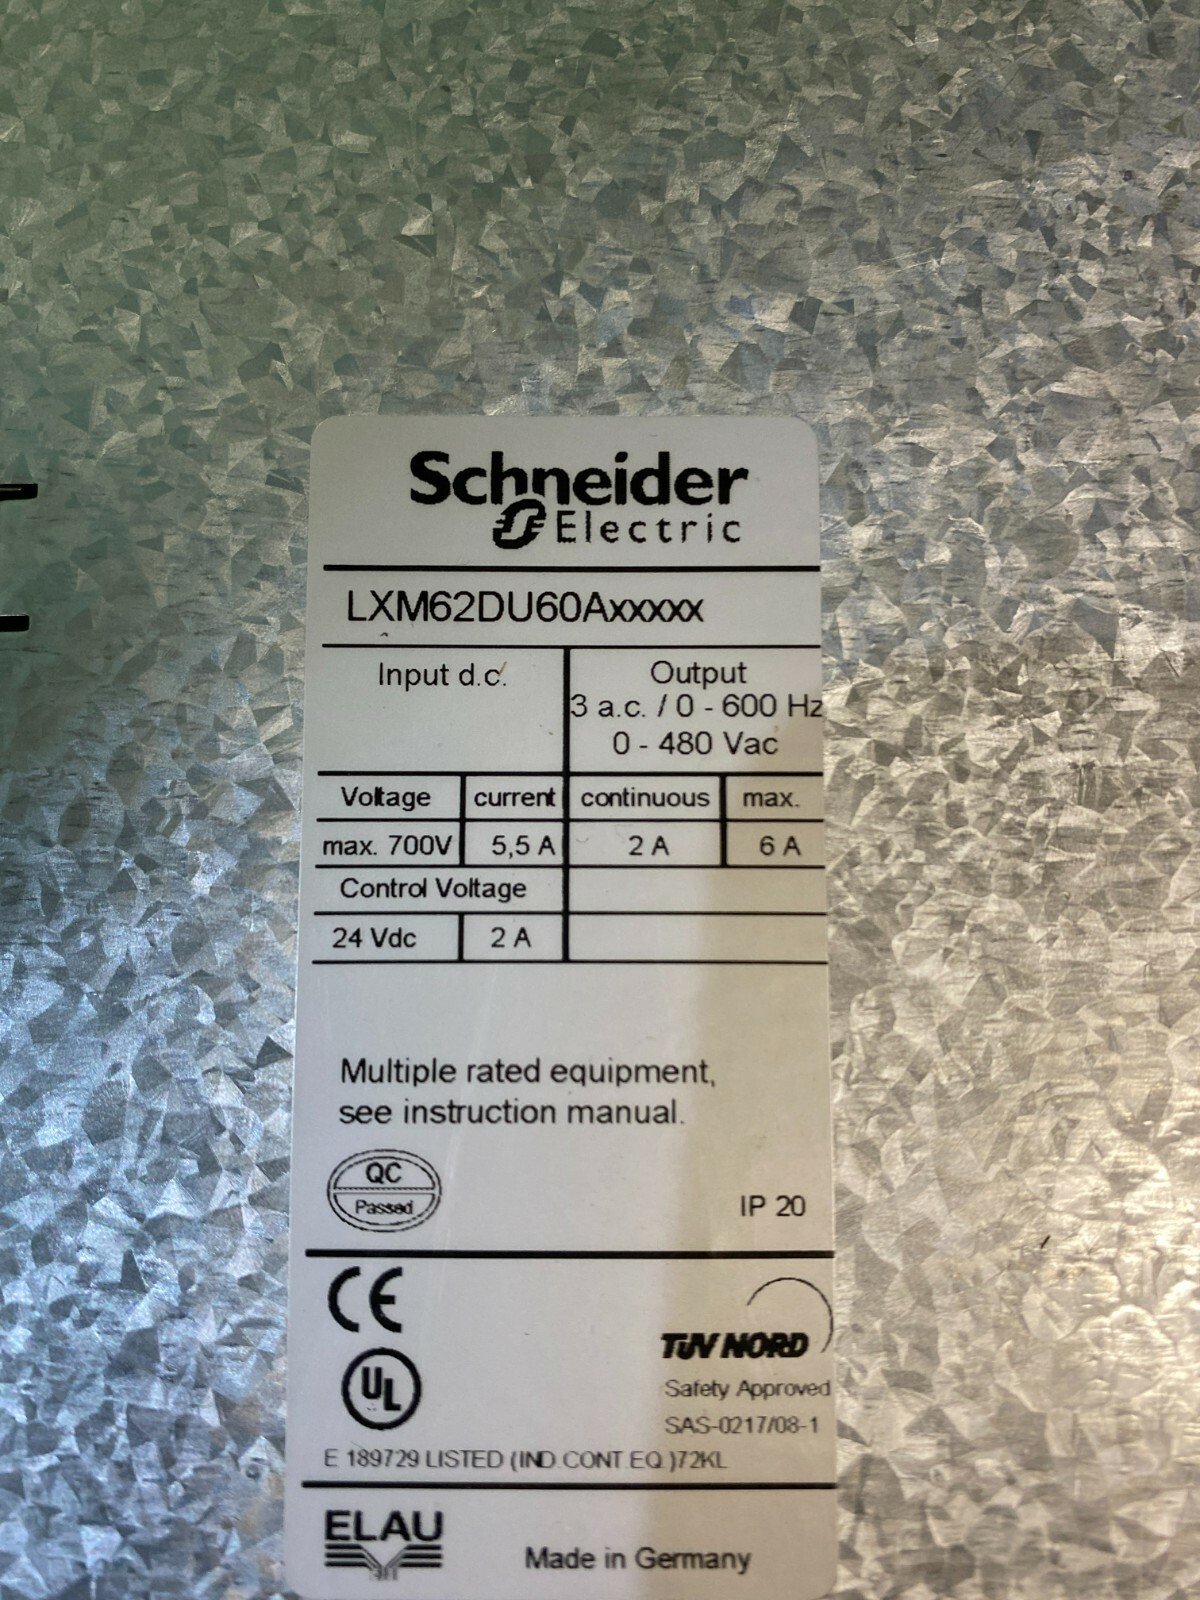 Schneider
Electric
LXM62DU60Axxxxx
Input d.c.
Output
3 a.c. / 0 - 600 Hz
0 - 480 Vac
Voltage current continuous max.
max. 700V 5,5 A 2 A 6 A
Control Voltage
24 Vdc 2 A
Multiple rated equipment,
see instruction manual.
QC
Passed
IP 20
CE
TÜV NORD
UL
Safety Approved
SAS-0217/08-1
E 189729 LISTED (IND.CONT.EQ.)72KL
ELAU
Made in Germany